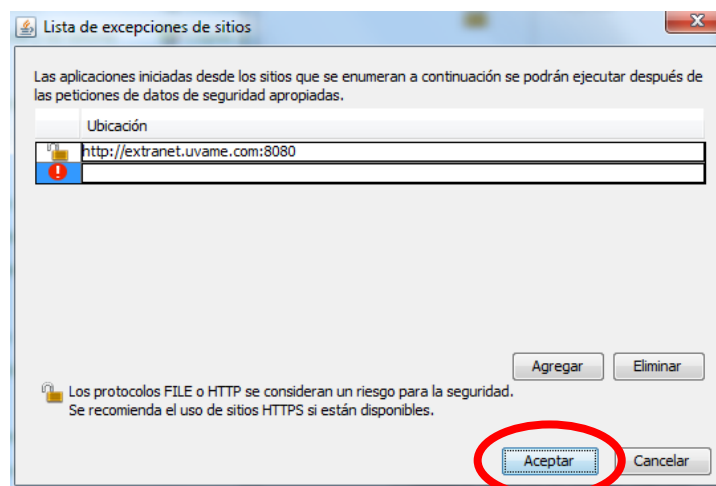 Lista de excepciones de sitios
Las aplicaciones iniciadas desde los sitios que se enumeran a continuación se podrán ejecutar después de
las peticiones de datos de seguridad apropiadas.
Ubicación
http://extranet.uvame.com:8080
Agregar
Eliminar
Los protocolos FILE o HTTP se consideran un riesgo para la seguridad.
Se recomienda el uso de sitios HTTPS si están disponibles.
Aceptar
Cancelar